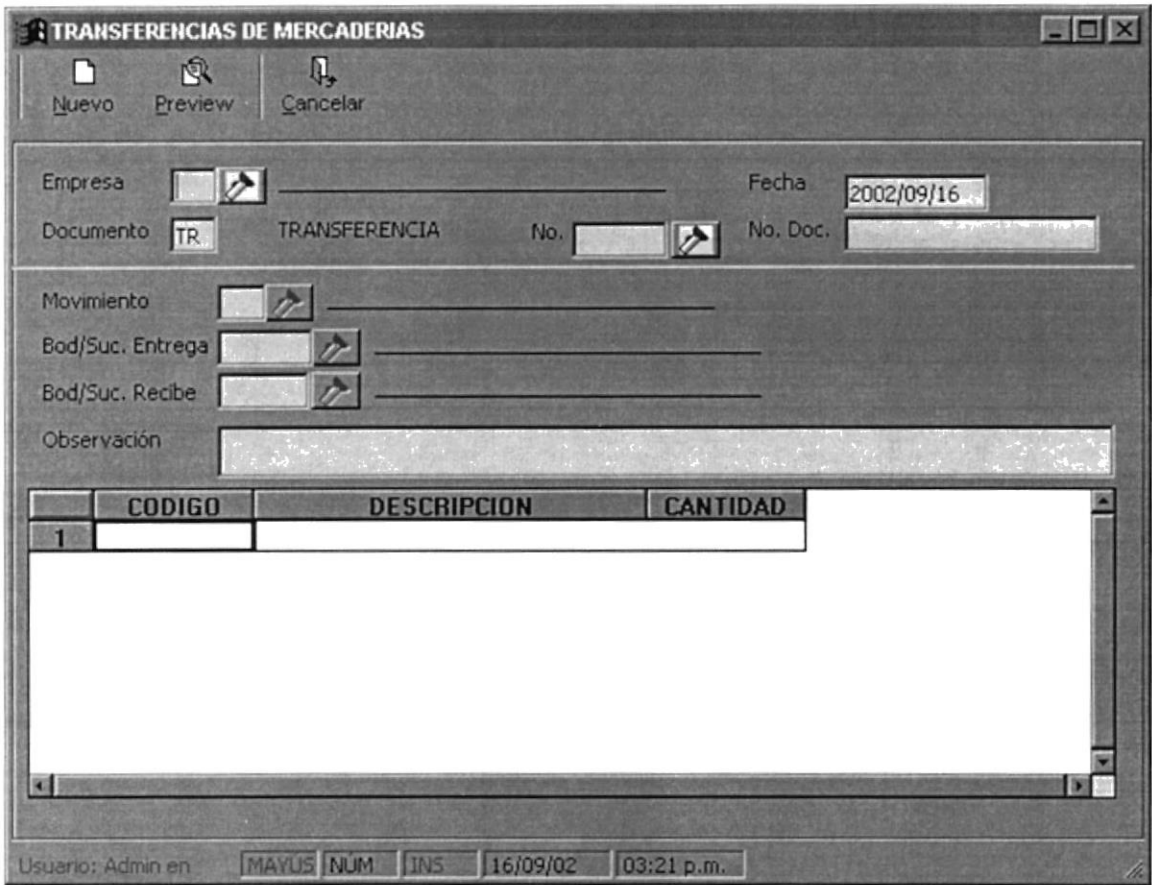 TRANSFERENCIAS DE MERCADERIAS
Nuevo Preview Cancelar
Empresa Fecha 2002/09/16
Documento TR TRANSFERENCIA No. No. Doc.
Movimiento
Bod/Suc. Entrega
Bod/Suc. Recibe
Observación
CODIGO DESCRIPCION CANTIDAD
1
Usuario: Admin en MAYÚS NÚM INS 16/09/02 03:21 p.m.